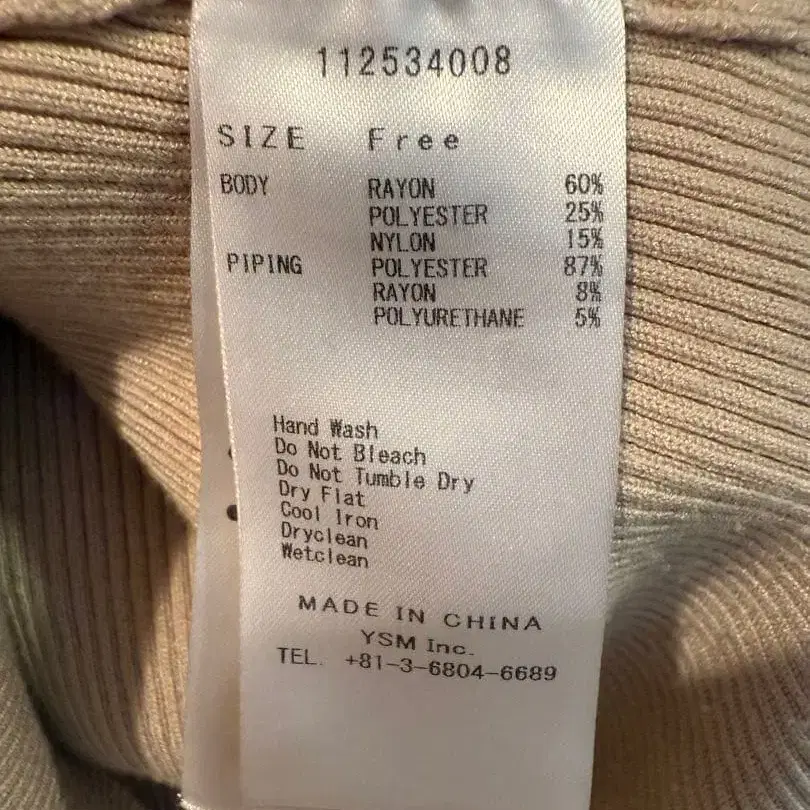 112534008
SIZE Free
BODY RAYON 60%
POLYESTER 25%
NYLON 15%
PIPING POLYESTER 87%
RAYON 8%
POLYURETHANE 5%
Hand Wash
Do Not Bleach
Do Not Tumble Dry
Dry Flat
Cool Iron
Dryclean
Wetclean
MADE IN CHINA
YSM Inc.
TEL. +81-3-6804-6689